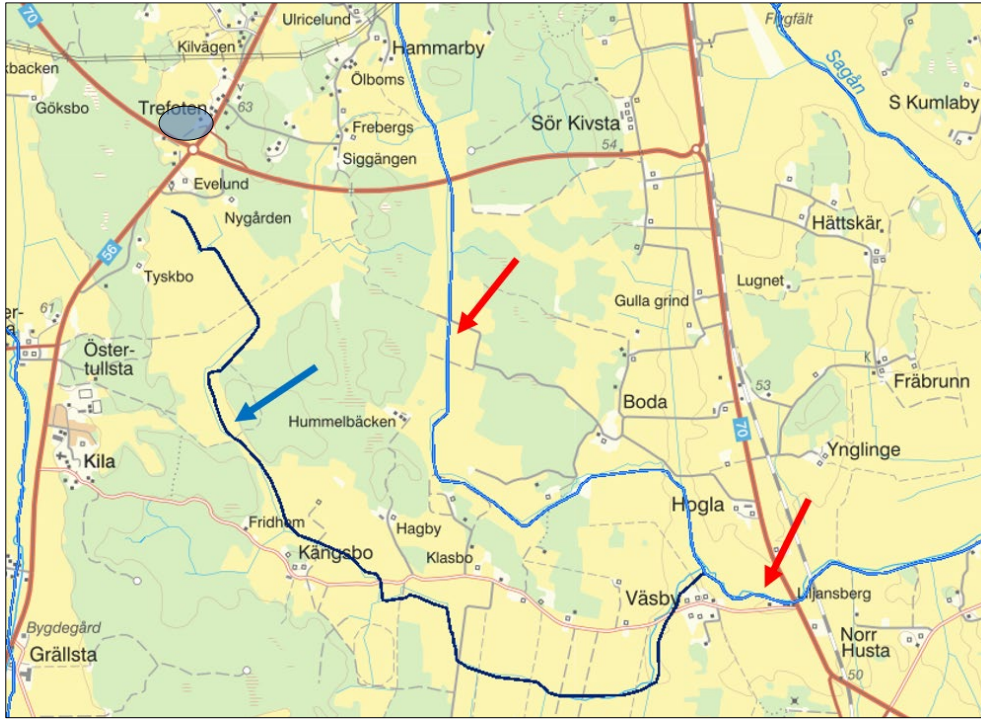 70
Ulricelund
Flygfält
Kilvägen
Hammarby
Sagån
Ölboms
Göksbo
Trefoten
63
S Kumlaby
Frebergs
Sör Kivsta
54
Siggängen
Evelund
Nygården
Hättskär
56
Tyskbo
Lugnet
61
Gulla grind
Öster-
tullsta
K
Fräbrunn
53
Boda
Hummelbäcken
70
Ynglinge
Kila
Hogla
Fridhem
Hagby
Kängsbo
Klasbo
Väsby
Liljansberg
Bygdegård
Norr
Husta
Grällsta
50